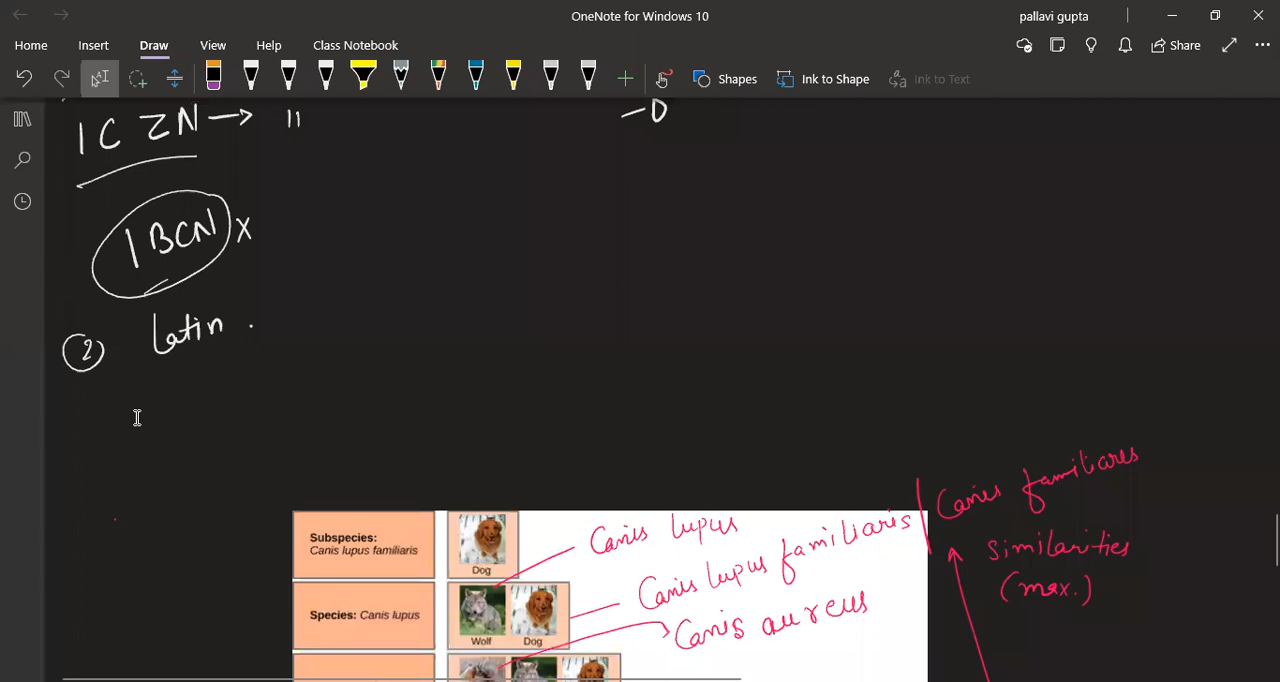 OneNote for Windows 10
pallavi gupta
Home Insert Draw View Help Class Notebook
Share
Shapes
Ink to Shape
Ink to Text
ICZN → "
- D
IBCN x
② Latin .
Canis familiares
similarities
(max.)
Subspecies:
Canis lupus familiaris
Dog
Canis lupus
Canis lupus familiaris
Species: Canis lupus
Wolf Dog
Canis aureus